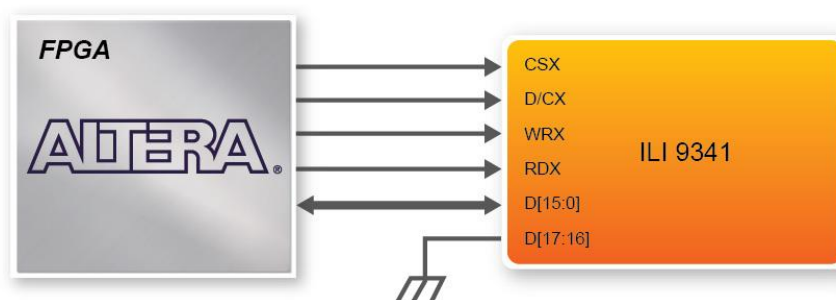 FPGA
ALTERA®
CSX
D/CX
WRX
RDX
D[15:0]
D[17:16]
ILI 9341